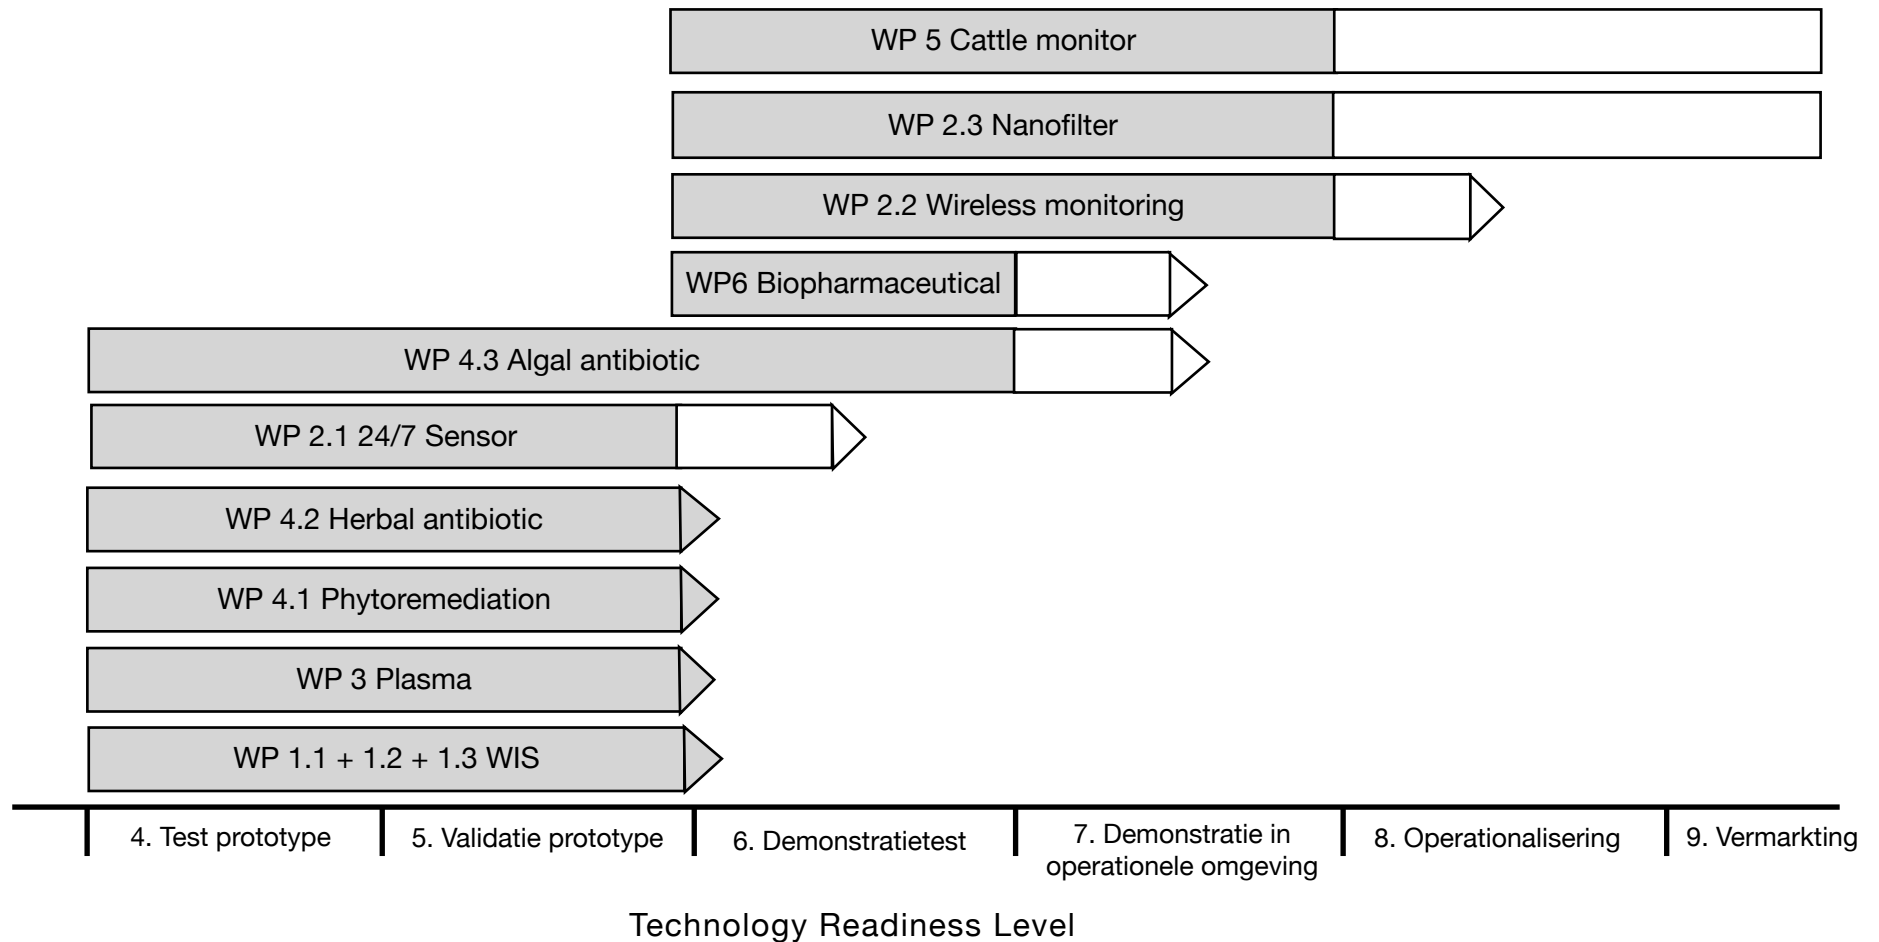 WP 5 Cattle monitor
WP 2.3 Nanofilter
WP 2.2 Wireless monitoring
WP6 Biopharmaceutical
WP 4.3 Algal antibiotic
WP 2.1 24/7 Sensor
WP 4.2 Herbal antibiotic
WP 4.1 Phytoremediation
WP 3 Plasma
WP 1.1 + 1.2 + 1.3 WIS
4. Test prototype
5. Validatie prototype
6. Demonstratietest
7. Demonstratie in
operationele omgeving
8. Operationalisering
9. Vermarkting
Technology Readiness Level